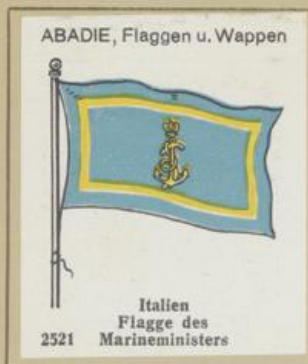 ABADIE, Flaggen u. Wappen
Italien
Flagge des
2521 Marineministers